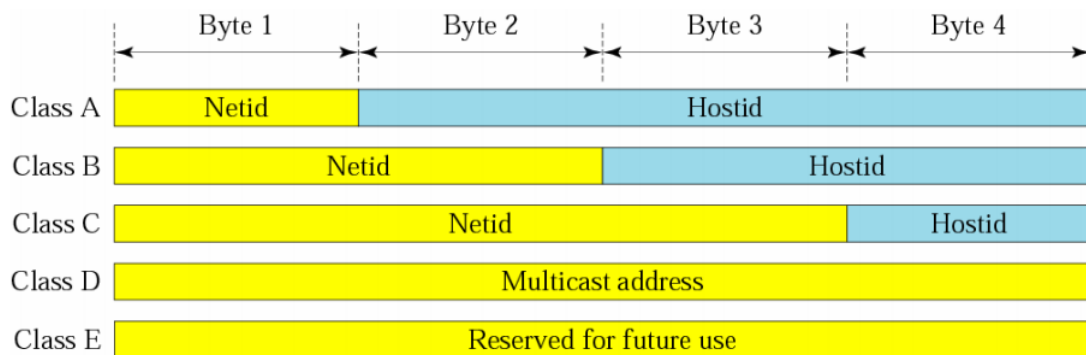 Byte 1 Byte 2 Byte 3 Byte 4
Class A Netid Hostid
Class B Netid Hostid
Class C Netid Hostid
Class D Multicast address
Class E Reserved for future use